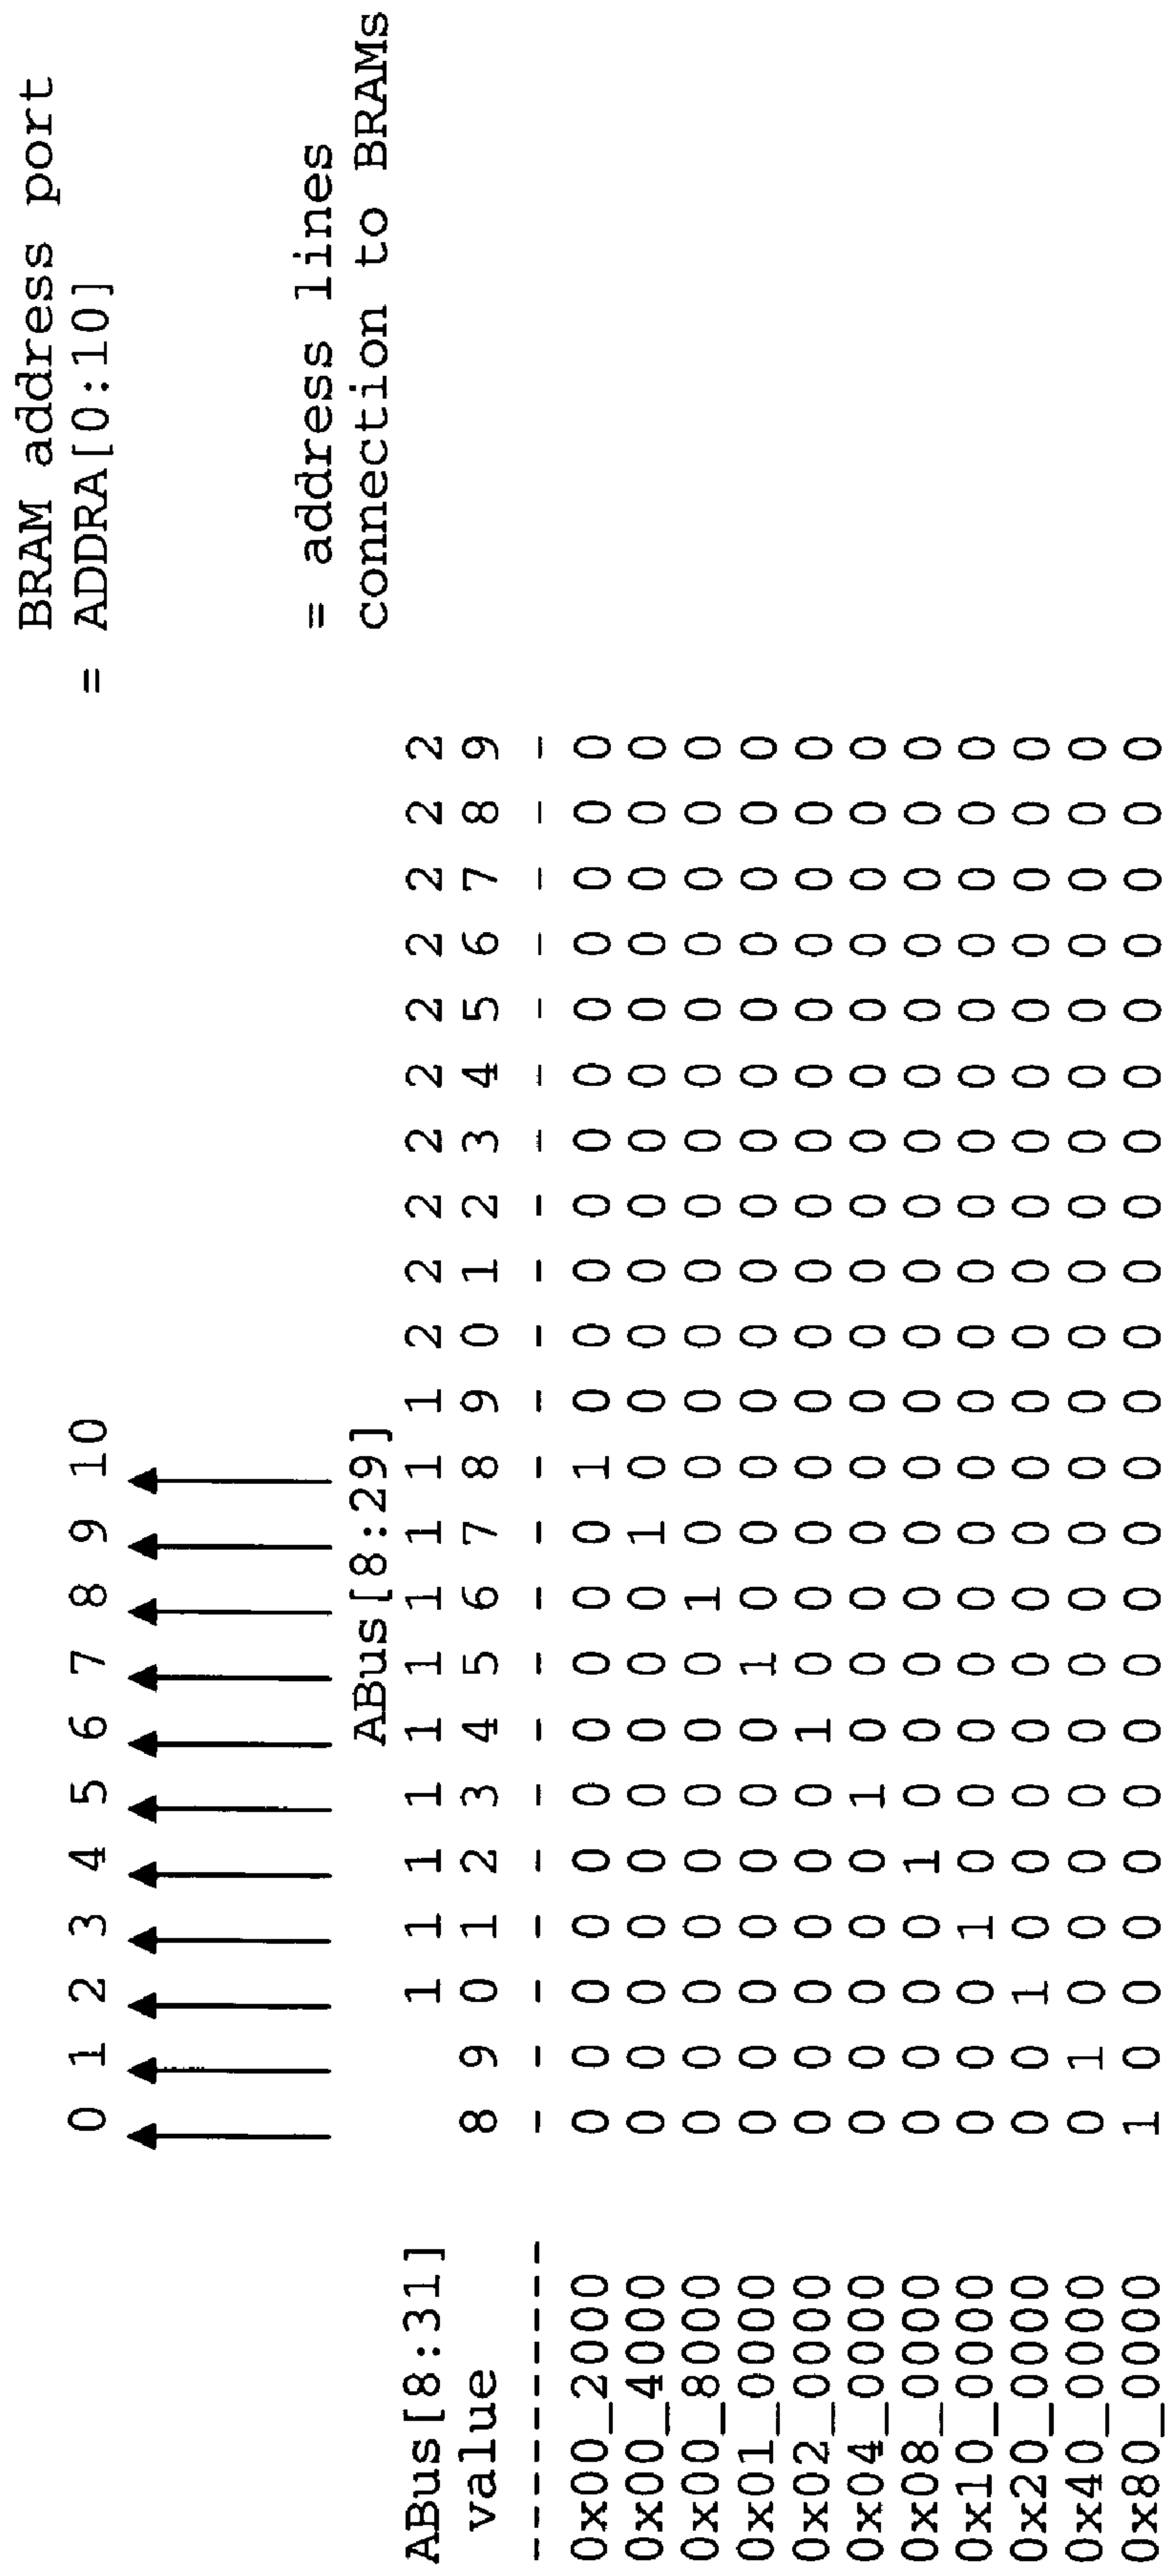 BRAM address port
0 1 2 3 4 5 6 7 8 9 10 = ADDRA[0:10]
= address lines
ABus[8:29] connection to BRAMs
ABus[8:31] 1 1 1 1 1 1 1 1 1 1 2 2 2 2 2 2 2 2 2 2
value 8 9 0 1 2 3 4 5 6 7 8 9 0 1 2 3 4 5 6 7 8 9
---------- - - - - - - - - - - - - - - - - - - - - - -
0x00_2000 0 0 0 0 0 0 0 0 0 0 1 0 0 0 0 0 0 0 0 0 0 0
0x00_4000 0 0 0 0 0 0 0 0 0 1 0 0 0 0 0 0 0 0 0 0 0 0
0x00_8000 0 0 0 0 0 0 0 0 1 0 0 0 0 0 0 0 0 0 0 0 0 0
0x01_0000 0 0 0 0 0 0 0 1 0 0 0 0 0 0 0 0 0 0 0 0 0 0
0x02_0000 0 0 0 0 0 0 1 0 0 0 0 0 0 0 0 0 0 0 0 0 0 0
0x04_0000 0 0 0 0 0 1 0 0 0 0 0 0 0 0 0 0 0 0 0 0 0 0
0x08_0000 0 0 0 0 1 0 0 0 0 0 0 0 0 0 0 0 0 0 0 0 0 0
0x10_0000 0 0 0 1 0 0 0 0 0 0 0 0 0 0 0 0 0 0 0 0 0 0
0x20_0000 0 0 1 0 0 0 0 0 0 0 0 0 0 0 0 0 0 0 0 0 0 0
0x40_0000 0 1 0 0 0 0 0 0 0 0 0 0 0 0 0 0 0 0 0 0 0 0
0x80_0000 1 0 0 0 0 0 0 0 0 0 0 0 0 0 0 0 0 0 0 0 0 0